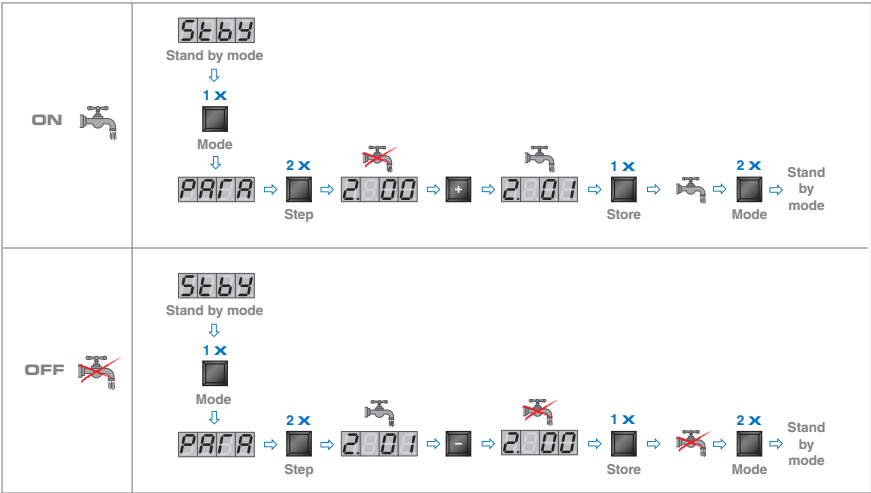 Stby
Stand by mode
1 X
ON
Mode
2 X
1 X
2 X
PArA
2. 00
+
2. 01
Stand
by
mode
Step
Store
Mode
Stby
Stand by mode
1 X
OFF
Mode
2 X
1 X
2 X
PArA
2. 01
-
2. 00
Stand
by
mode
Step
Store
Mode